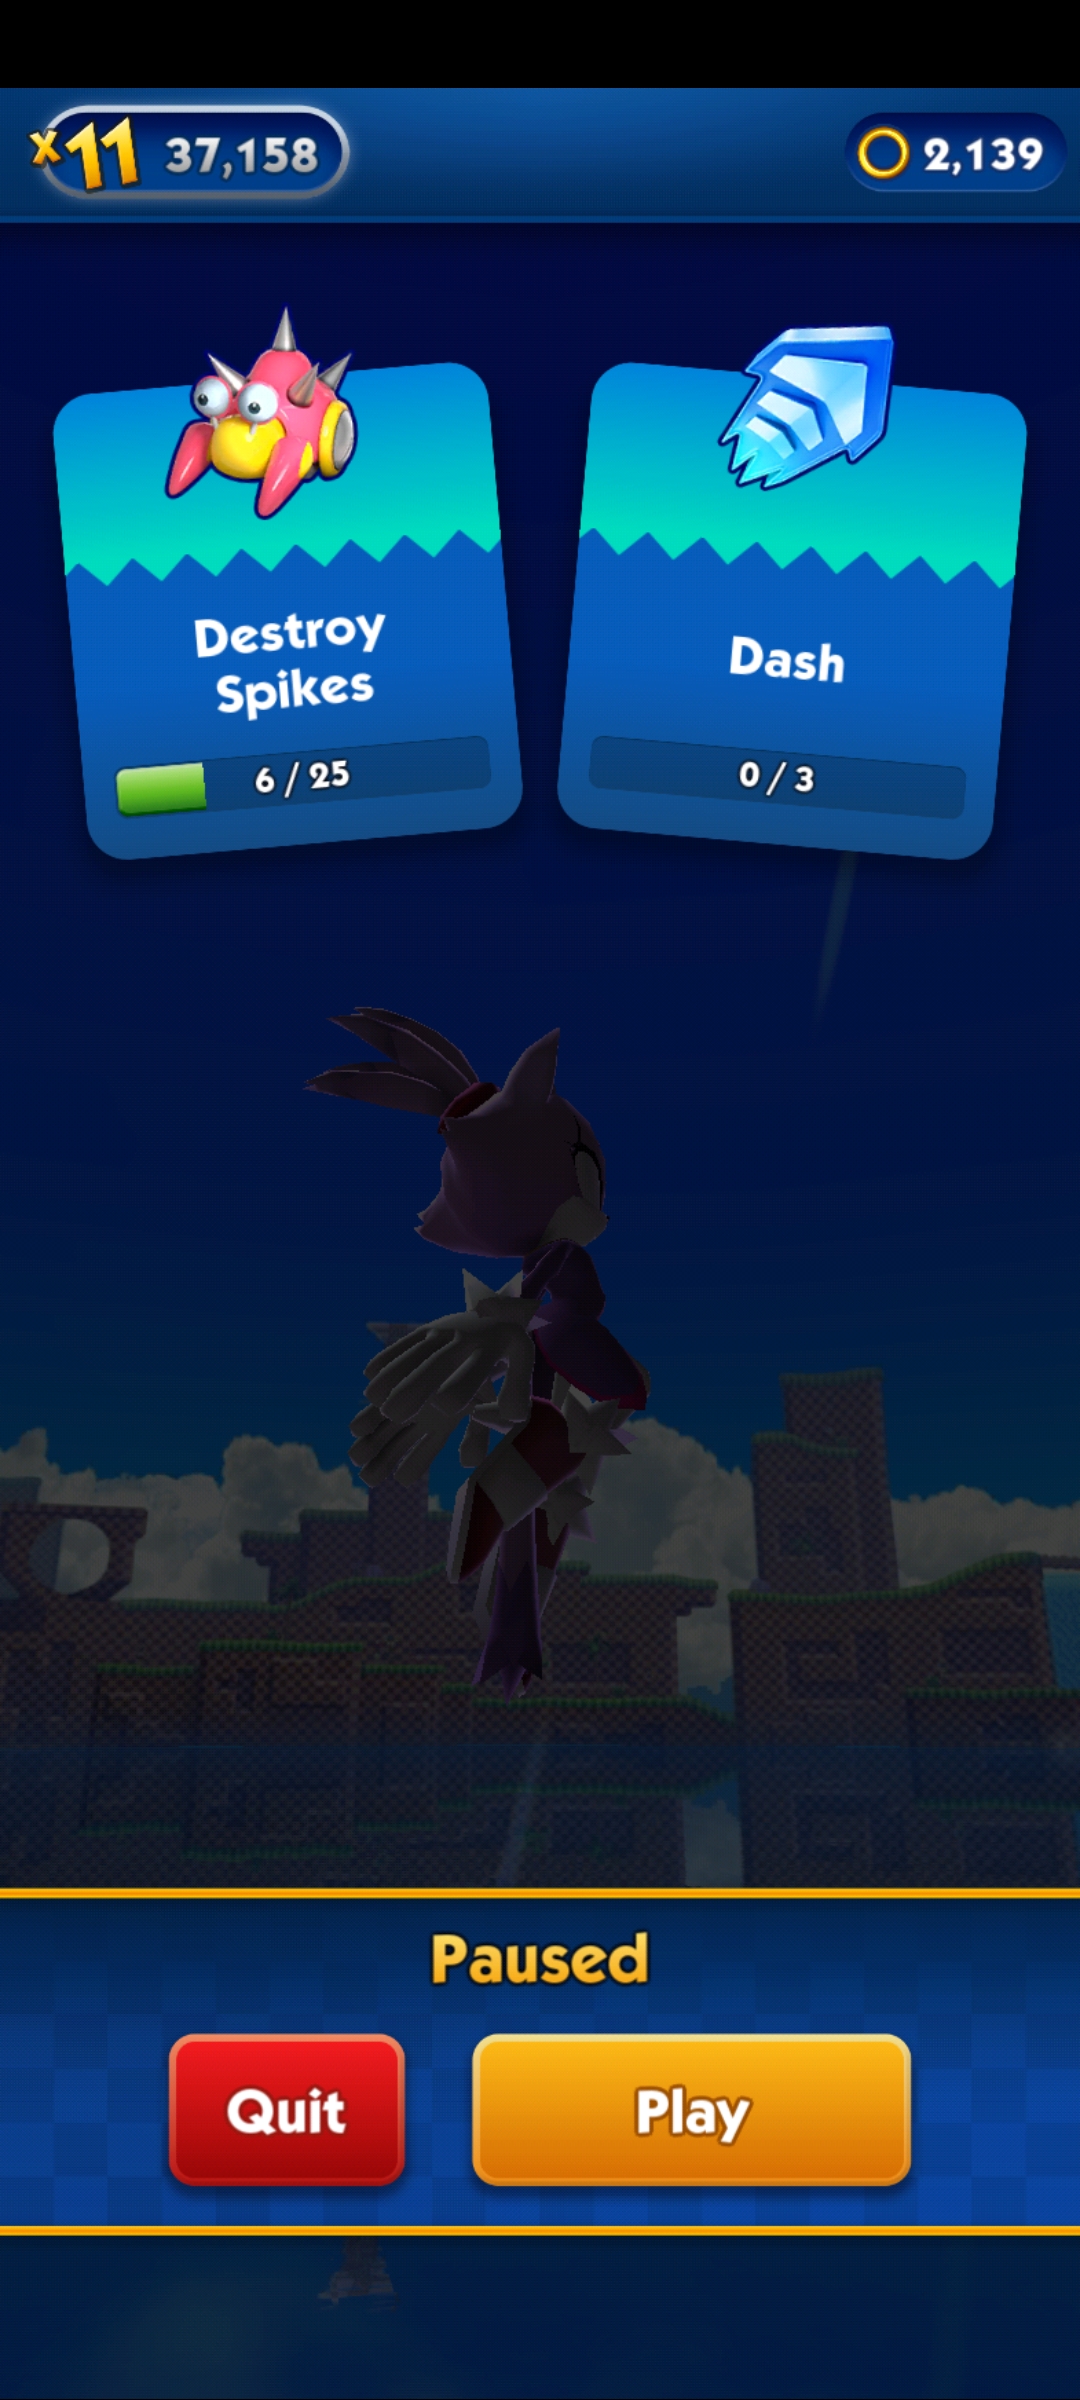 x11 37,158
2,139
Destroy
Spikes
6 / 25
Dash
0 / 3
Paused
Quit
Play